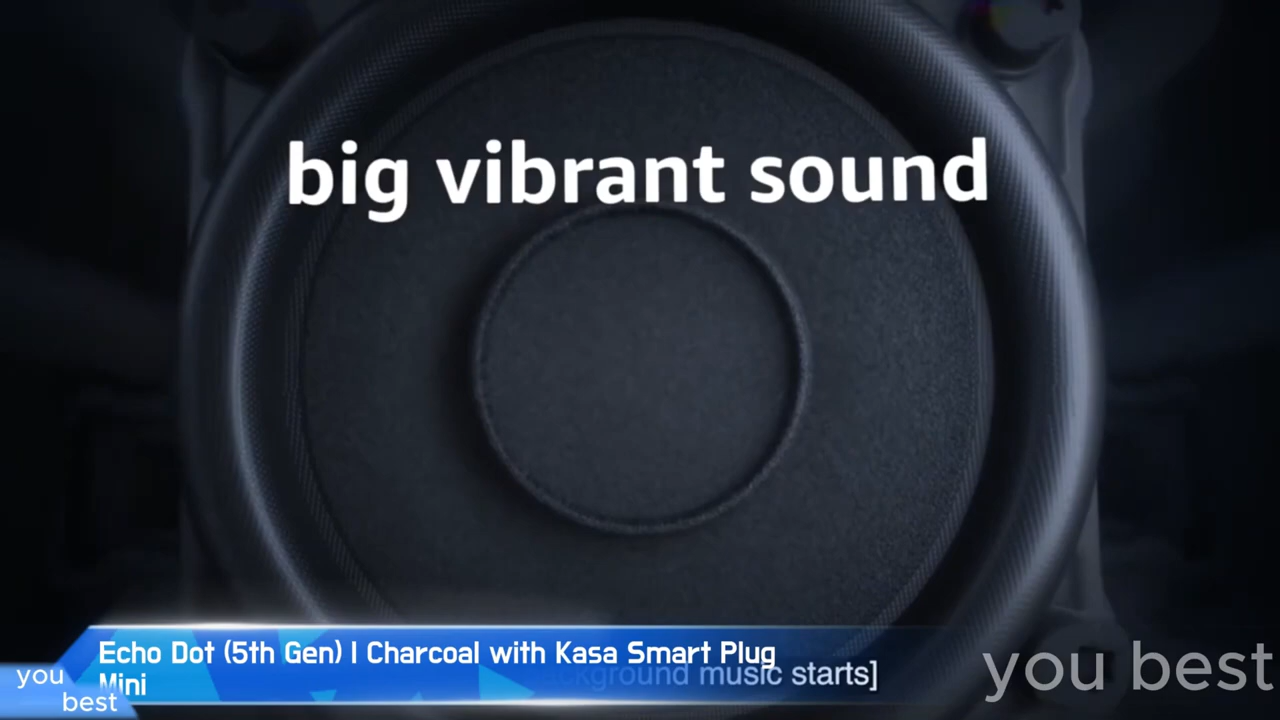 big vibrant sound
Echo Dot (5th Gen) | Charcoal with Kasa Smart Plug
Mini
music starts]
you
best
you best